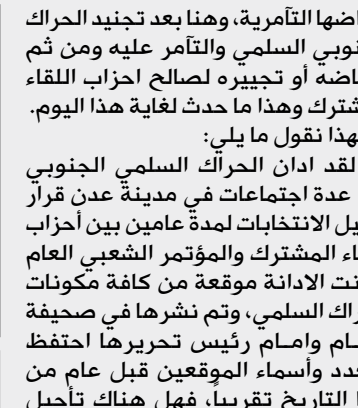 اضها التآمرية، وهنا بعد تجنيد الحراك
نوبي السلمي والتآمر عليه ومن ثم
اضه أو تجييره لصالح احزاب اللقاء
شترك وهذا ما حدث لغاية هذا اليوم.
هذا نقول ما يلي:
لقد ادان الحراك السلمي الجنوبي
عدة اجتماعات في مدينة عدن قرار
يل الانتخابات لمدة عامين بين أحزاب
اء المشترك والمؤتمر الشعبي العام
نت الادانة موقعة من كافة مكونات
راك السلمي، وتم نشرها في صحيفة
ـام وامـام رئيس تحريرها احتفظ
عدد وأسماء الموقعين قبل عام من
ا التاريخ تقريباً، فهل هناك تأجيل